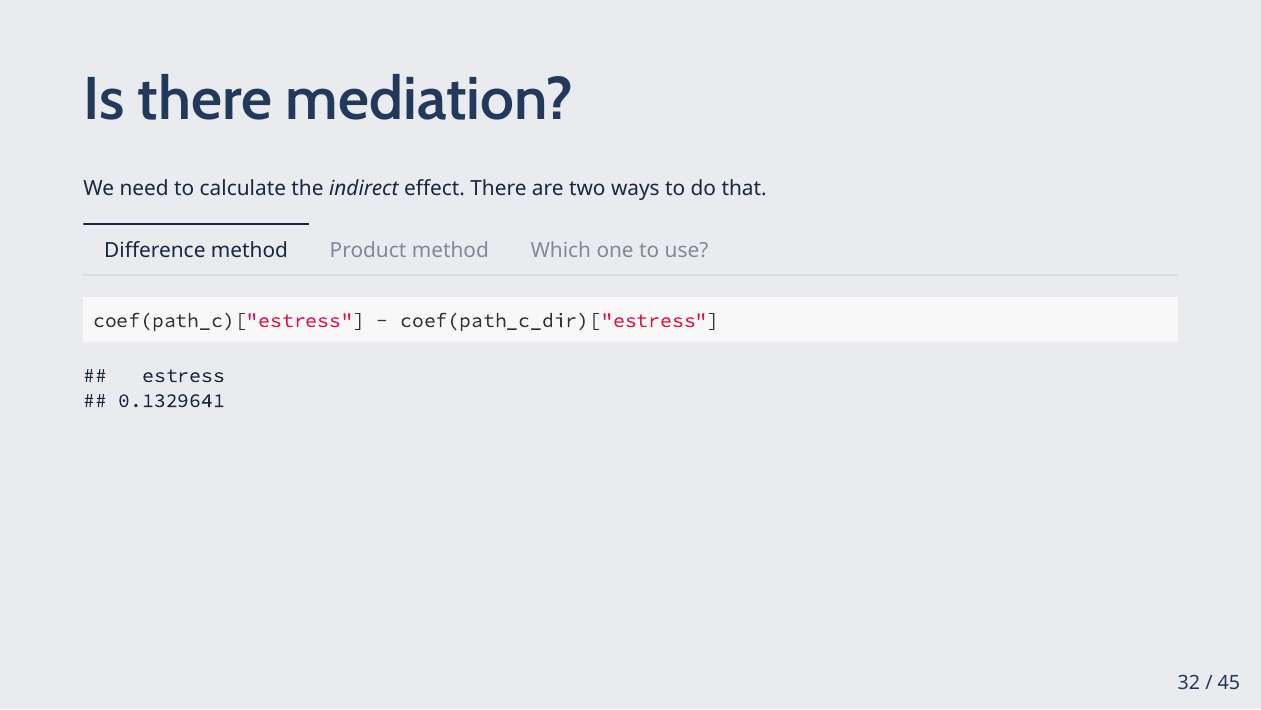 Is there mediation?
We need to calculate the indirect effect. There are two ways to do that.
Difference method Product method Which one to use?
coef(path_c)["estress"] - coef(path_c_dir)["estress"]
##   estress
## 0.1329641
32 / 45